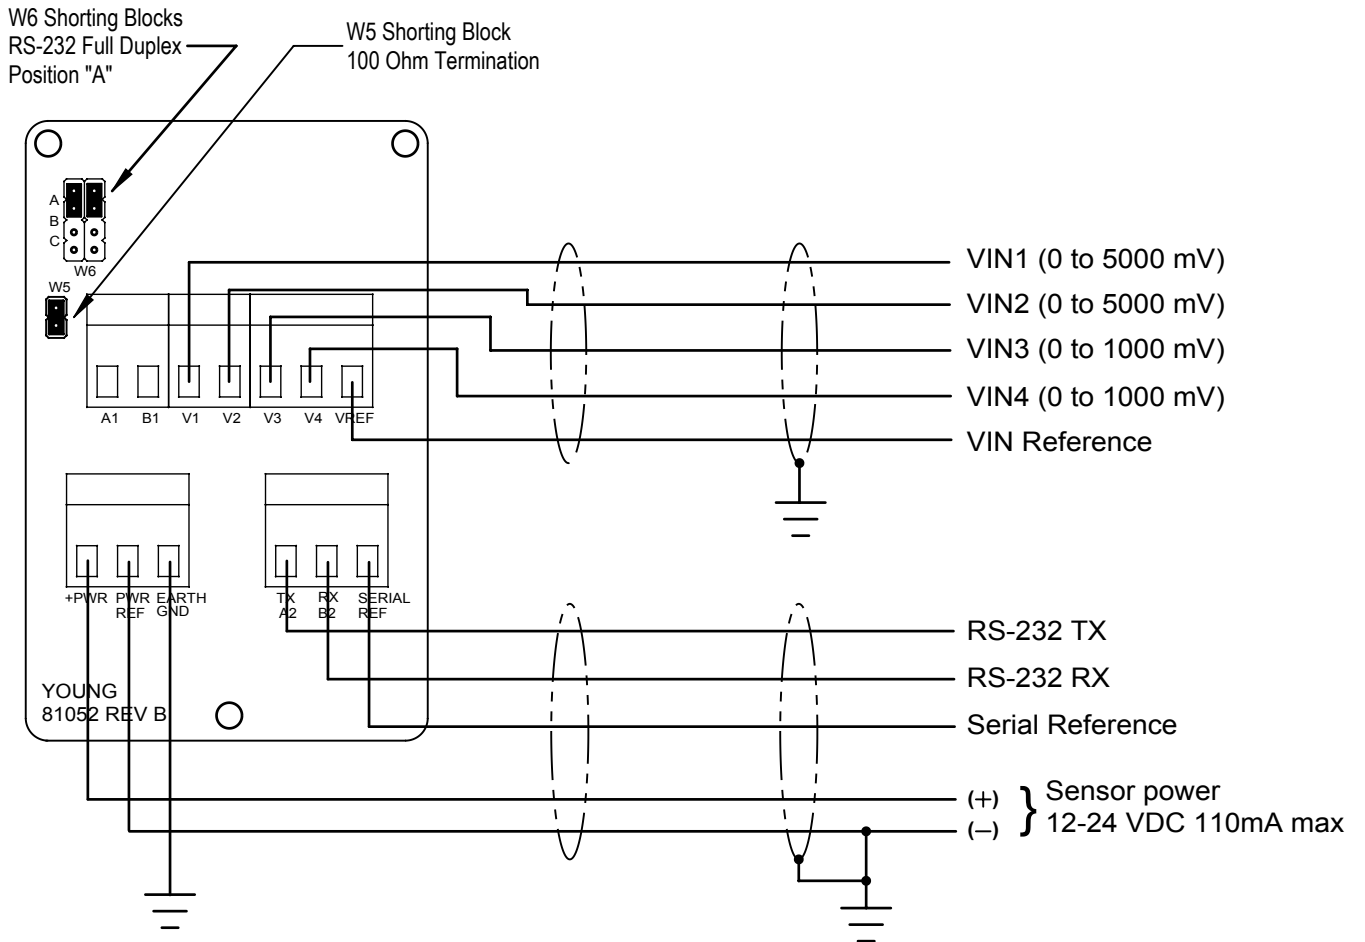 W6 Shorting Blocks
RS-232 Full Duplex
Position "A"
W5 Shorting Block
100 Ohm Termination
A
B
C
W6
W5
A1 B1 V1 V2 V3 V4 VREF
VIN1 (0 to 5000 mV)
VIN2 (0 to 5000 mV)
VIN3 (0 to 1000 mV)
VIN4 (0 to 1000 mV)
VIN Reference
+PWR PWR EARTH
REF GND
TX RX SERIAL
A2 B2 REF
RS-232 TX
RS-232 RX
Serial Reference
YOUNG
81052 REV B
(+) } Sensor power
(–) 12-24 VDC 110mA max